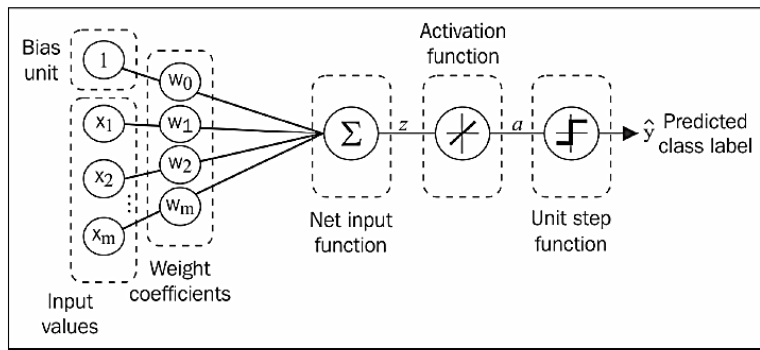 Bias
unit
1
x₁
x₂
⋮
xₘ
Input
values
w₀
w₁
w₂
wₘ
Weight
coefficients
Σ
Net input
function
z
Activation
function
a
Unit step
function
ŷ
Predicted
class label